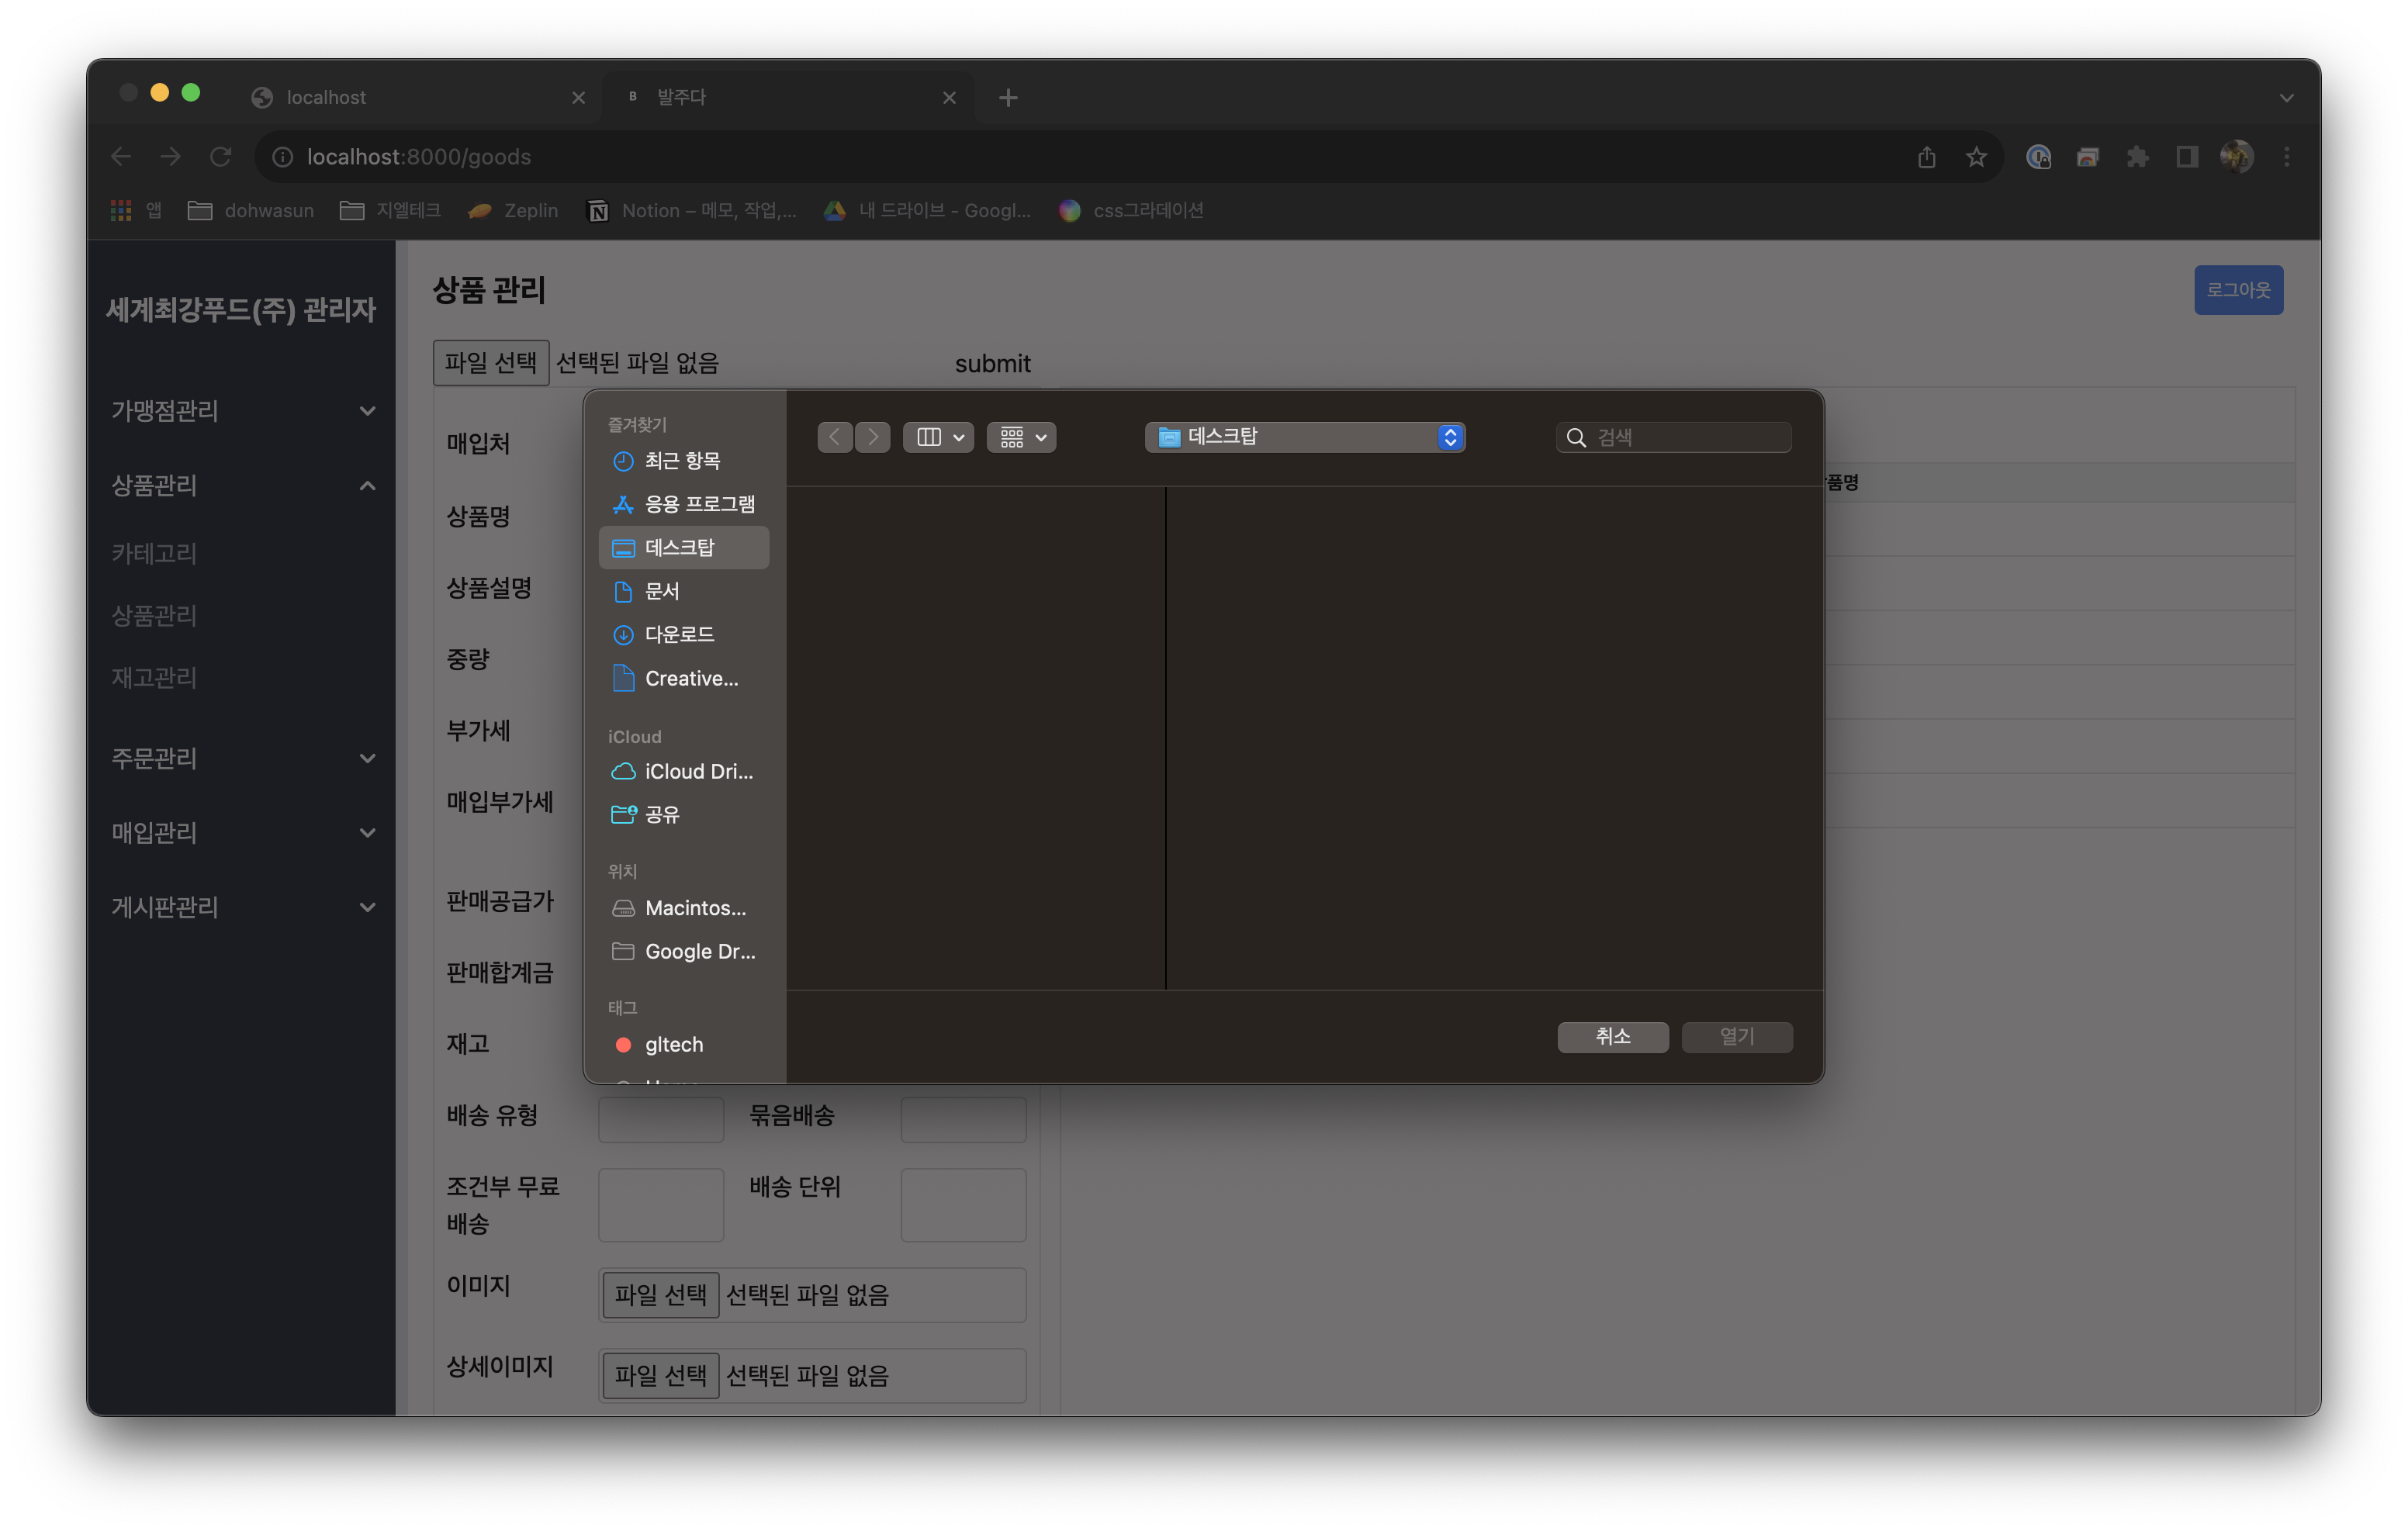 localhost
B 발주다
localhost:8000/goods
앱
dohwasun
지엘테크
Zeplin
Notion – 메모, 작업,...
내 드라이브 - Googl...
css그라데이션
세계최강푸드(주) 관리자
가맹점관리
상품관리
카테고리
상품관리
재고관리
주문관리
매입관리
게시판관리
상품 관리
로그아웃
파일 선택 선택된 파일 없음
submit
매입처
상품명
상품설명
중량
부가세
매입부가세
판매공급가
판매합계금
재고
배송 유형
묶음배송
조건부 무료
배송
배송 단위
이미지
파일 선택 선택된 파일 없음
상세이미지
파일 선택 선택된 파일 없음
품명
즐겨찾기
최근 항목
응용 프로그램
데스크탑
문서
다운로드
Creative...
iCloud
iCloud Dri...
공유
위치
Macintos...
Google Dr...
태그
gltech
데스크탑
검색
취소
열기